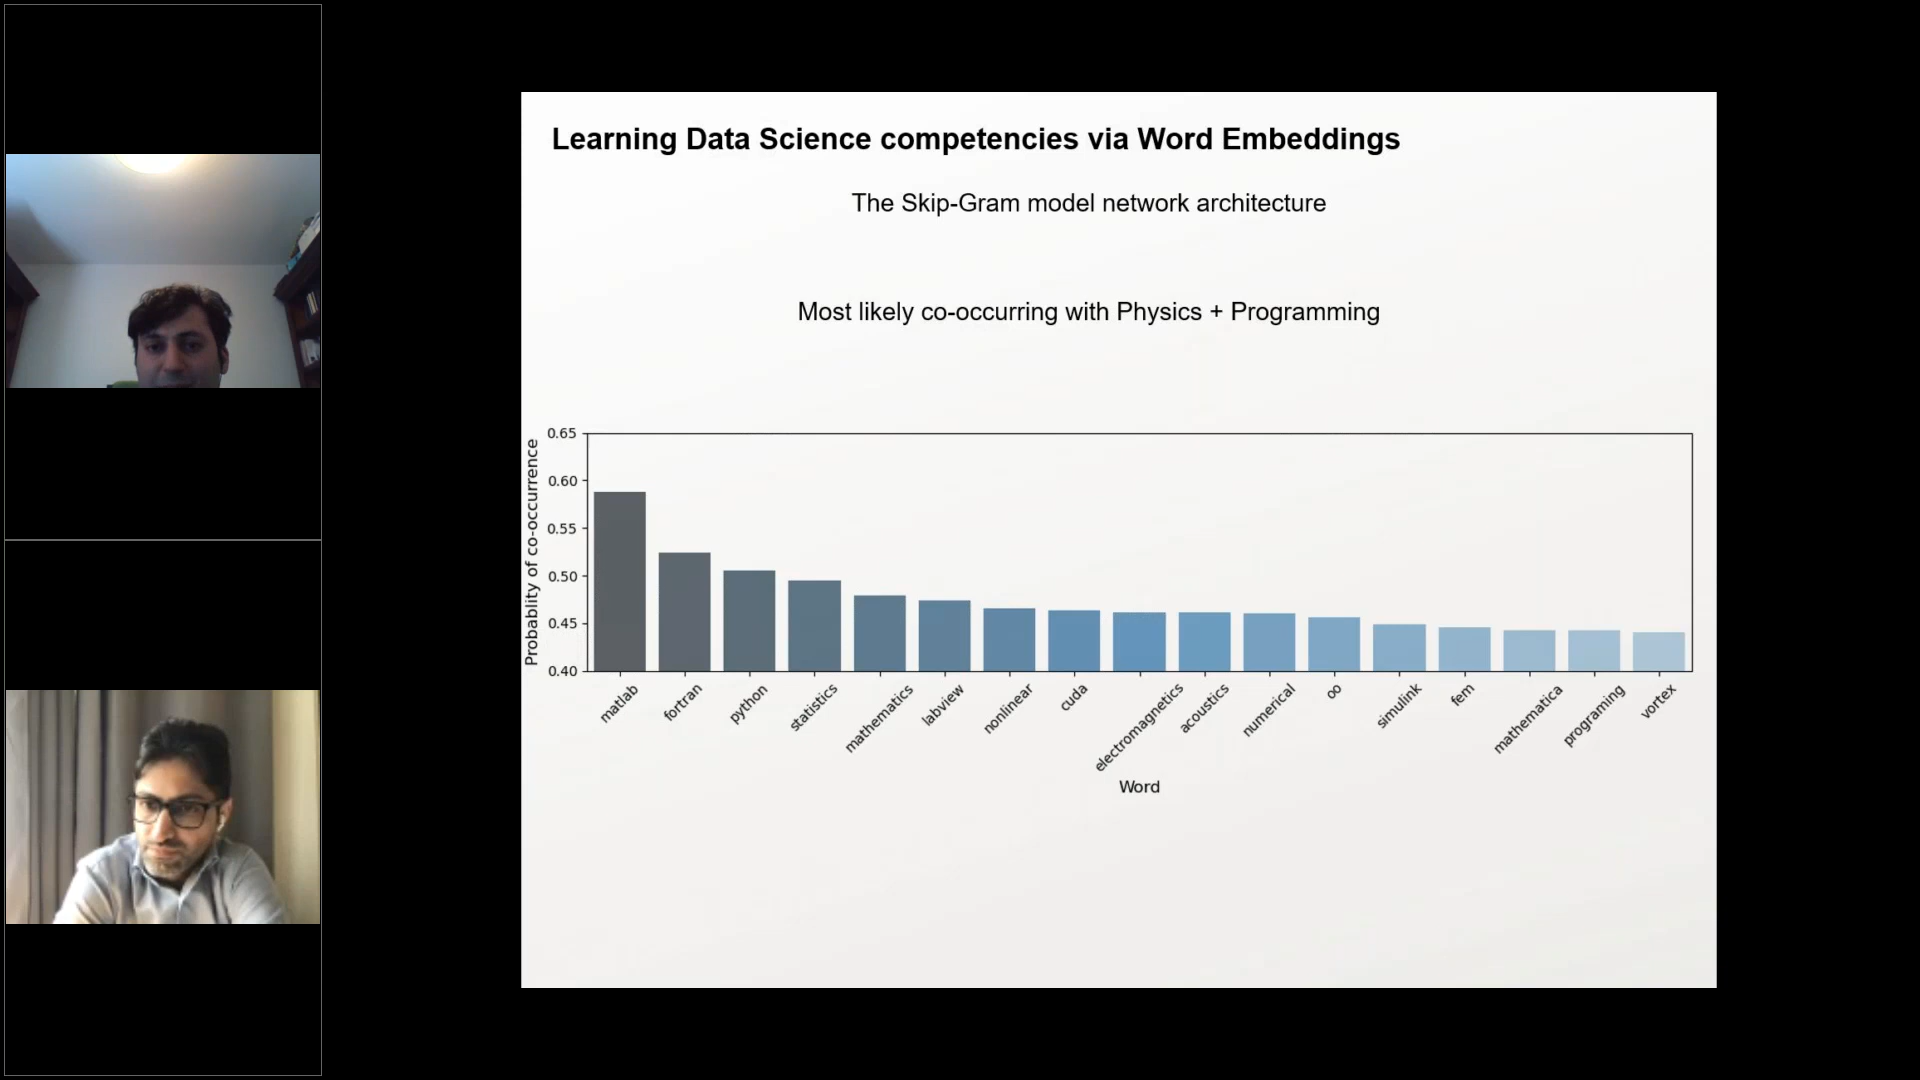 Learning Data Science competencies via Word Embeddings
The Skip-Gram model network architecture
Most likely co-occurring with Physics + Programming
Probablity of co-occurrence
0.65
0.60
0.55
0.50
0.45
0.40
matlab
fortran
python
statistics
mathematics
labview
nonlinear
cuda
electromagnetics
acoustics
numerical
oo
simulink
fem
mathematica
programing
vortex
Word